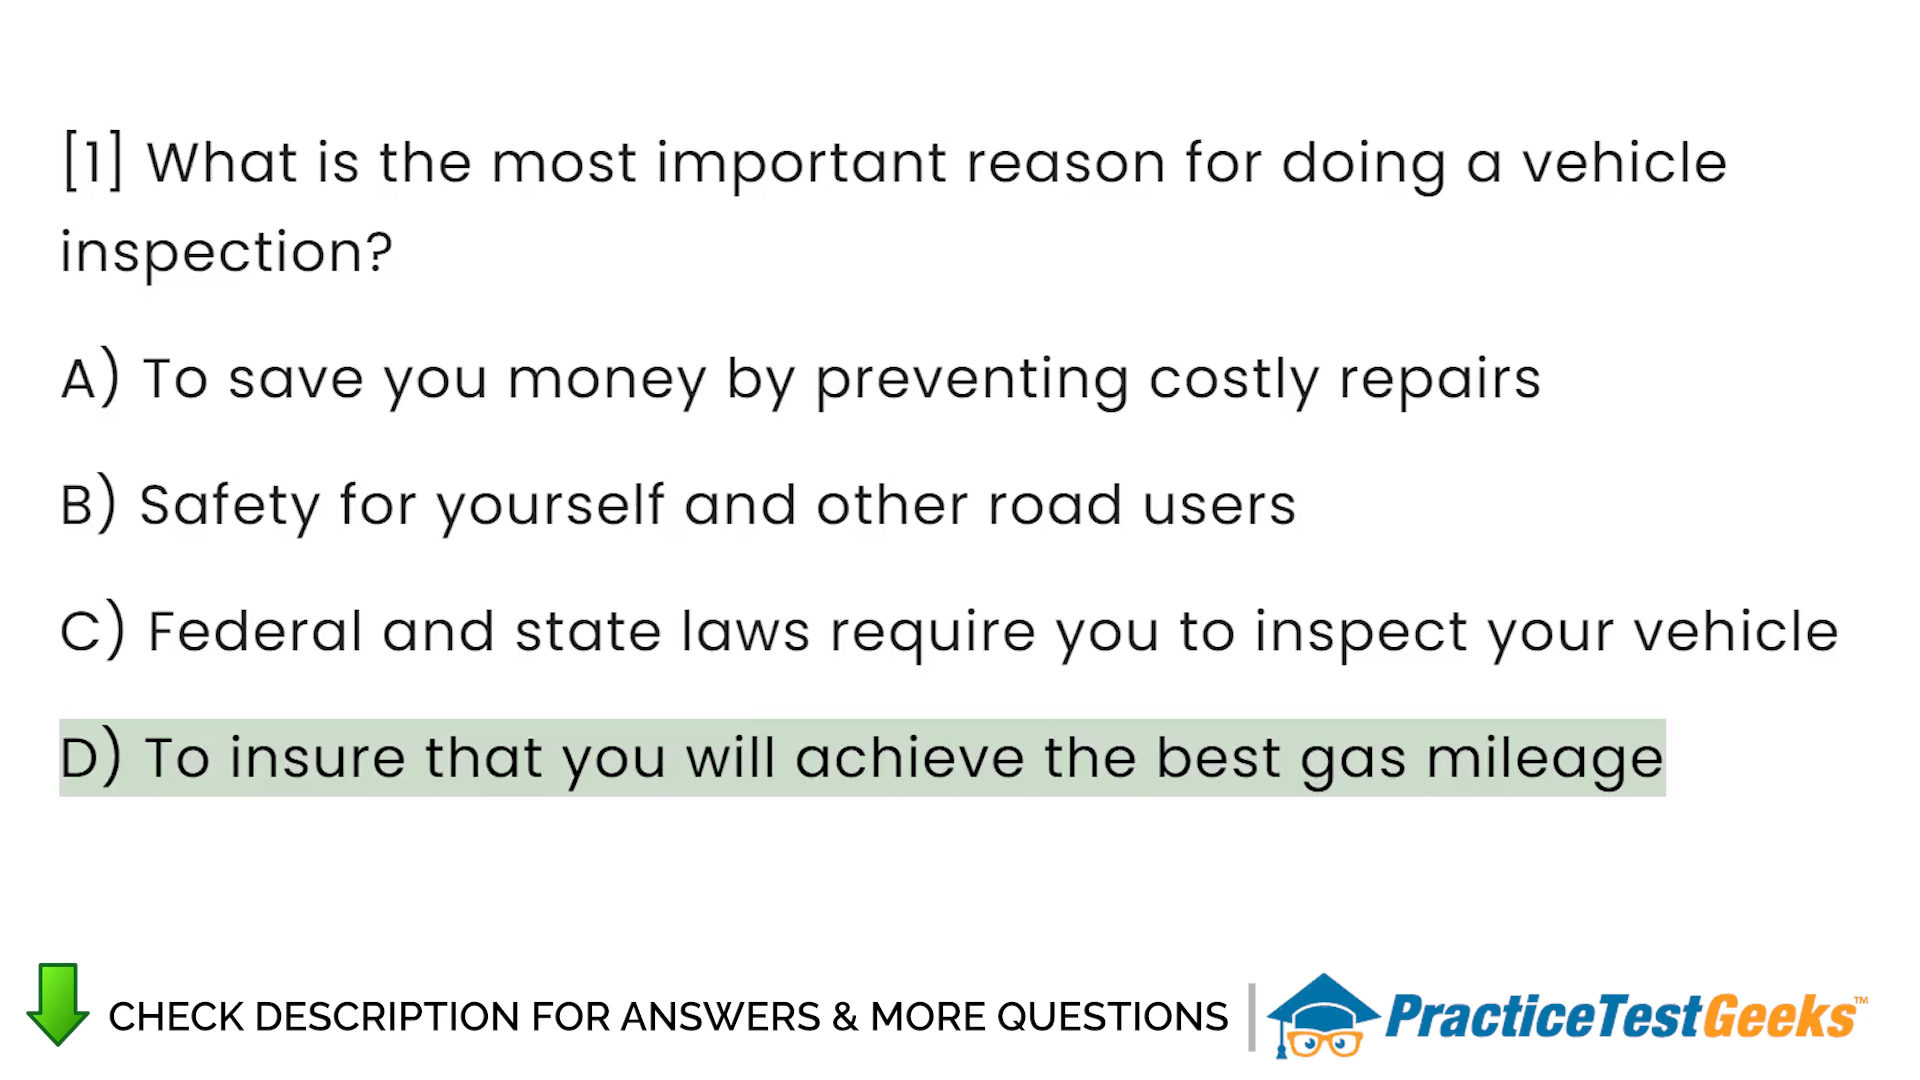 [1] What is the most important reason for doing a vehicle
inspection?
A) To save you money by preventing costly repairs
B) Safety for yourself and other road users
C) Federal and state laws require you to inspect your vehicle
D) To insure that you will achieve the best gas mileage
CHECK DESCRIPTION FOR ANSWERS & MORE QUESTIONS
PracticeTestGeeks™